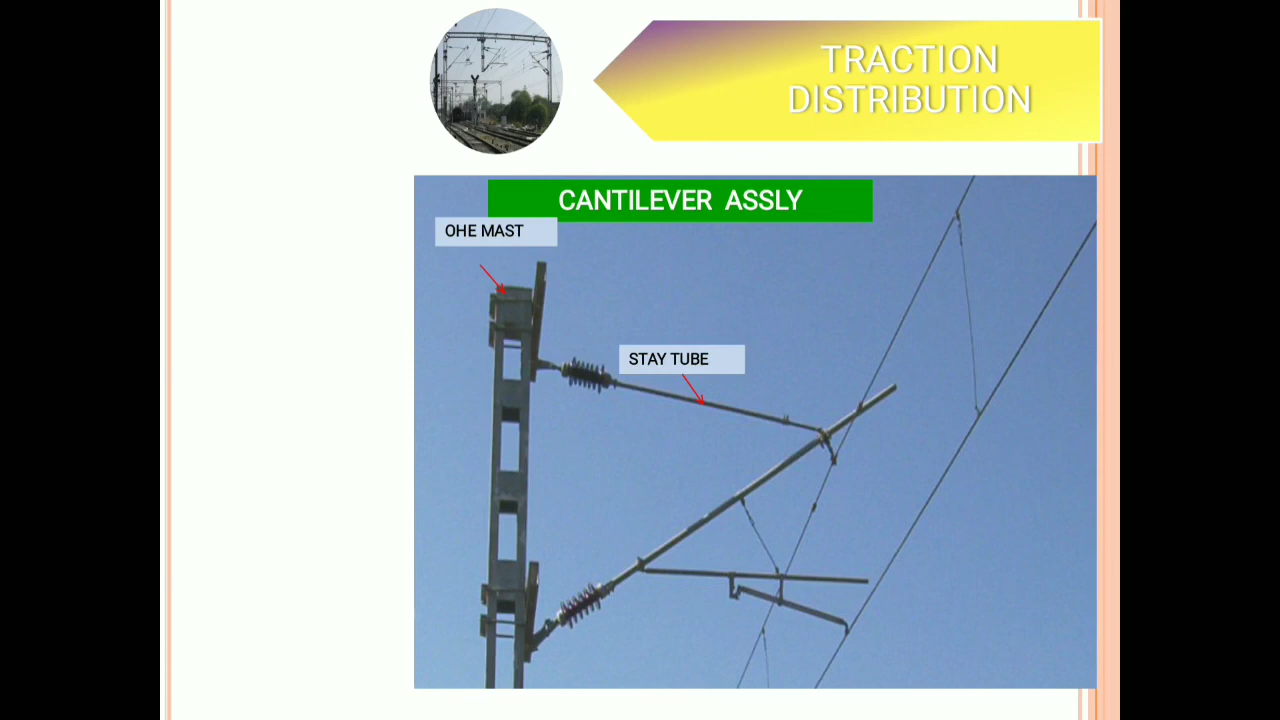 TRACTION
DISTRIBUTION
CANTILEVER ASSLY
OHE MAST
STAY TUBE